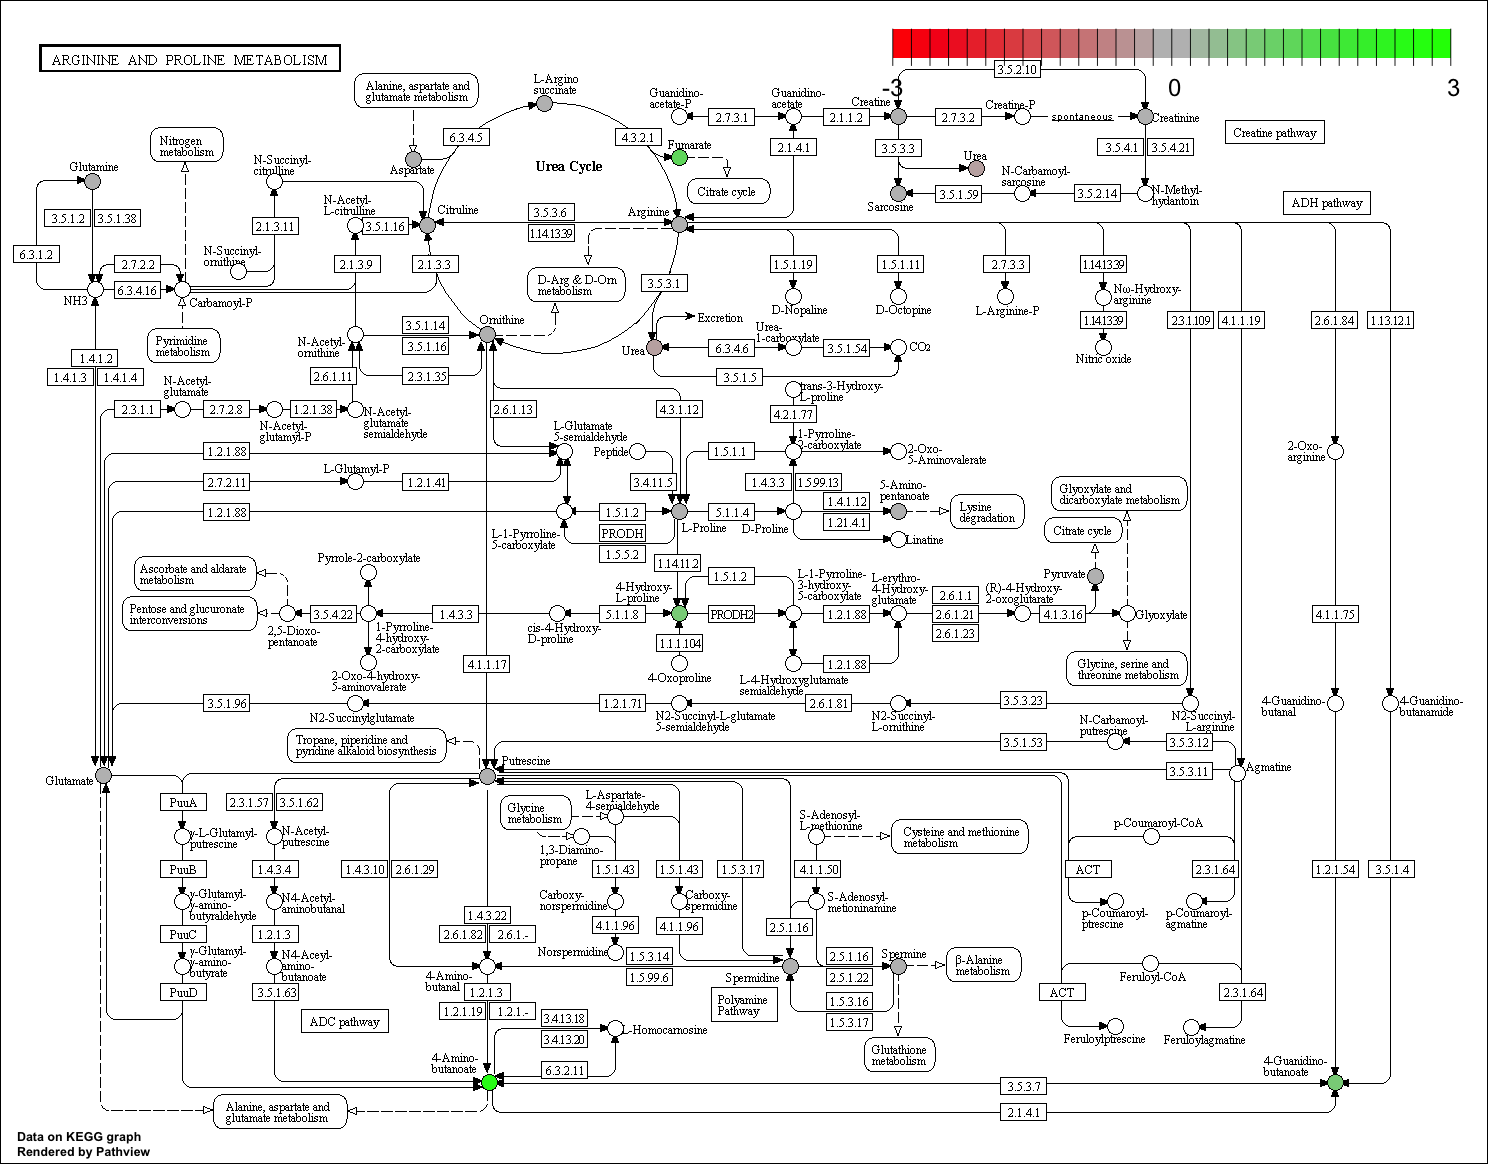 ARGININE AND PROLINE METABOLISM
-3
0
3
3.5.2.10
Alanine, aspartate and
glutamate metabolism
L-Argino
succinate
Guanidino-
acetate-P
Guanidino-
acetate
Creatine
Creatine-P
Creatinine
2.7.3.1
2.1.1.2
2.7.3.2
spontaneous
Creatine pathway
6.3.4.5
4.3.2.1
Fumarate
2.1.4.1
3.5.3.3
3.5.4.1
3.5.4.21
Nitrogen
metabolism
Aspartate
Urea Cycle
Citrate cycle
Urea
Glutamine
N-Succinyl-
citrulline
N-Carbamoyl-
sarcosine
3.5.1.59
3.5.2.14
N-Methyl-
hydantoin
Sarcosine
ADH pathway
N-Acetyl-
L-citrulline
3.5.1.2
3.5.1.38
2.1.3.11
3.5.1.16
Citruline
3.5.3.6
1.14.1339
Arginine
6.3.1.2
2.7.2.2
6.3.4.16
N-Succinyl-
ornithine
2.1.3.9
2.1.3.3
D-Arg & D-Orn
metabolism
3.5.3.1
1.5.1.19
1.5.1.11
2.7.3.3
1.14.1339
NH3
Carbamoyl-P
D-Nopaline
D-Octopine
L-Arginine-P
Nω-Hydroxy-
arginine
Pyrimidine
metabolism
Ornithine
Excretion
Urea-
1-carboxylate
1.14.1339
2.3.1.109
4.2.1.19
2.6.1.84
1.13.12.1
N-Acetyl-
ornithine
3.5.1.14
3.5.1.16
Urea
6.3.4.6
3.5.1.54
CO2
Nitric oxide
1.4.1.2
1.4.1.3
1.4.1.4
2.6.1.11
2.3.1.35
3.5.1.5
N-Acetyl-
glutamate
trans-3-Hydroxy-
L-proline
2.3.1.1
2.7.2.8
1.2.1.38
N-Acetyl-
glutamyl-P
N-Acetyl-
glutamate
semialdehyde
2.6.1.13
4.3.1.12
4.2.1.77
L-Glutamate
5-semialdehyde
Peptide
1-Pyrroline-
2-carboxylate
1.2.1.88
1.5.1.1
2-Oxo-
5-Aminovalerate
2-Oxo-
arginine
L-Glutamyl-P
2.7.2.11
1.2.1.41
3.4.11.5
1.4.3.3
1.5.99.13
5-Amino-
pentanoate
Glyoxylate and
dicarboxylate metabolism
1.2.1.88
1.5.1.2
PRODH
1.5.5.2
L-Proline
5.1.1.4
D-Proline
1.4.1.12
1.21.4.1
Lysine
degradation
L-1-Pyrroline-
5-carboxylate
Linatine
Citrate cycle
Pyrrole-2-carboxylate
1.14.11.2
Ascorbate and aldarate
metabolism
Pyruvate
4-Hydroxy-
L-proline
1.5.1.2
L-1-Pyrroline-
3-hydroxy-
5-carboxylate
L-erythro-
4-Hydroxy-
glutamate
2.6.1.1
2.6.1.21
2.6.1.23
(R)-4-Hydroxy-
2-oxoglutarate
Pentose and glucuronate
interconversions
2,5-Dioxo-
pentanoate
3.5.4.22
1.4.3.3
5.1.1.8
PRODH2
1.2.1.88
4.1.3.16
Glyoxylate
4.1.1.75
1-Pyrroline-
4-hydroxy-
2-carboxylate
cis-4-Hydroxy-
D-proline
1.1.1.104
4.1.1.17
4-Oxoproline
1.2.1.88
Glycine, serine and
threonine metabolism
2-Oxo-4-hydroxy-
5-aminovalerate
L-4-Hydroxyglutamate
semialdehyde
3.5.1.96
N2-Succinylglutamate
1.2.1.71
N2-Succinyl-L-glutamate
5-semialdehyde
2.6.1.81
N2-Succinyl-
L-ornithine
3.5.3.23
N2-Succinyl-
L-arginine
4-Guanidino-
butanal
4-Guanidino-
butanamide
Tropane, piperidine and
pyridine alkaloid biosynthesis
N-Carbamoyl-
putrescine
3.5.1.53
3.5.3.12
3.5.3.11
Agmatine
Glutamate
Putrescine
PuuA
2.3.1.57
3.5.1.62
Glycine
metabolism
L-Aspartate-
4-semialdehyde
S-Adenosyl-
L-methionine
Cysteine and methionine
metabolism
p-Coumaroyl-CoA
γ-L-Glutamyl-
putrescine
N-Acetyl-
putrescine
1,3-Diamino-
propane
PuuB
1.4.3.4
1.4.3.10
2.6.1.29
1.5.1.43
1.5.1.43
1.5.3.17
4.1.1.50
ACT
2.3.1.64
1.2.1.54
3.5.1.4
γ-Glutamyl-
γ-amino-
butyraldehyde
N4-Acetyl-
aminobutanal
Carboxy-
norspermidine
Carboxy-
spermidine
S-Adenosyl-
metioninamine
p-Coumaroyl-
ptrescine
p-Coumaroyl-
agmatine
PuuC
1.2.1.3
1.4.3.22
2.6.1.82
2.6.1.-
4.1.1.96
4.1.1.96
2.5.1.16
γ-Glutamyl-
γ-amino-
butyrate
N4-Aceyl-
amino-
butanoate
4-Amino-
butanal
Norspermidine
1.5.3.14
1.5.99.6
Spermidine
2.5.1.16
2.5.1.22
Spermine
β-Alanine
metabolism
Feruloyl-CoA
PuuD
3.5.1.63
1.2.1.3
1.2.1.19
1.2.1.-
Polyamine
Pathway
1.5.3.16
1.5.3.17
ACT
2.3.1.64
ADC pathway
3.4.13.18
3.4.13.20
L-Homocarnosine
Glutathione
metabolism
Feruloylptrescine
Feruloylagmatine
4-Amino-
butanoate
6.3.2.11
3.5.3.7
4-Guanidino-
butanoate
Alanine, aspartate and
glutamate metabolism
2.1.4.1
Data on KEGG graph
Rendered by Pathview